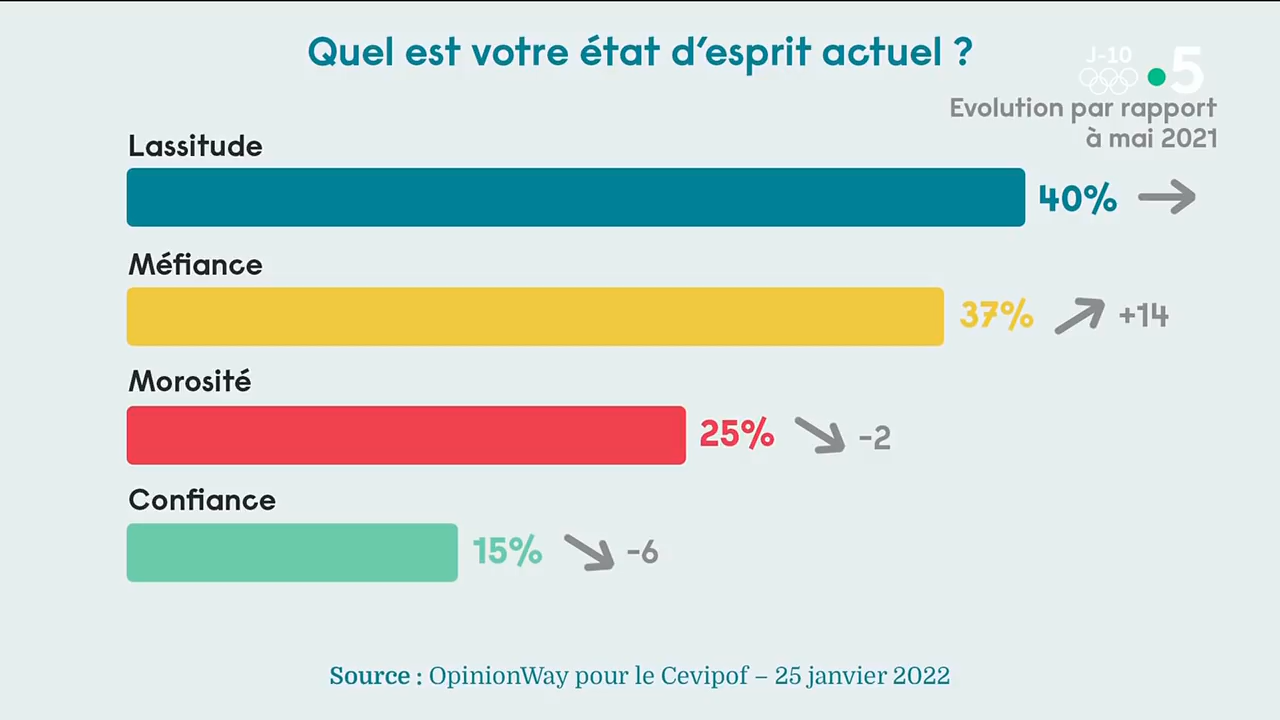 Quel est votre état d'esprit actuel ?
J-10
5
Evolution par rapport
à mai 2021
Lassitude
40%
Méfiance
37% +14
Morosité
25% -2
Confiance
15% -6
Source : OpinionWay pour le Cevipof – 25 janvier 2022